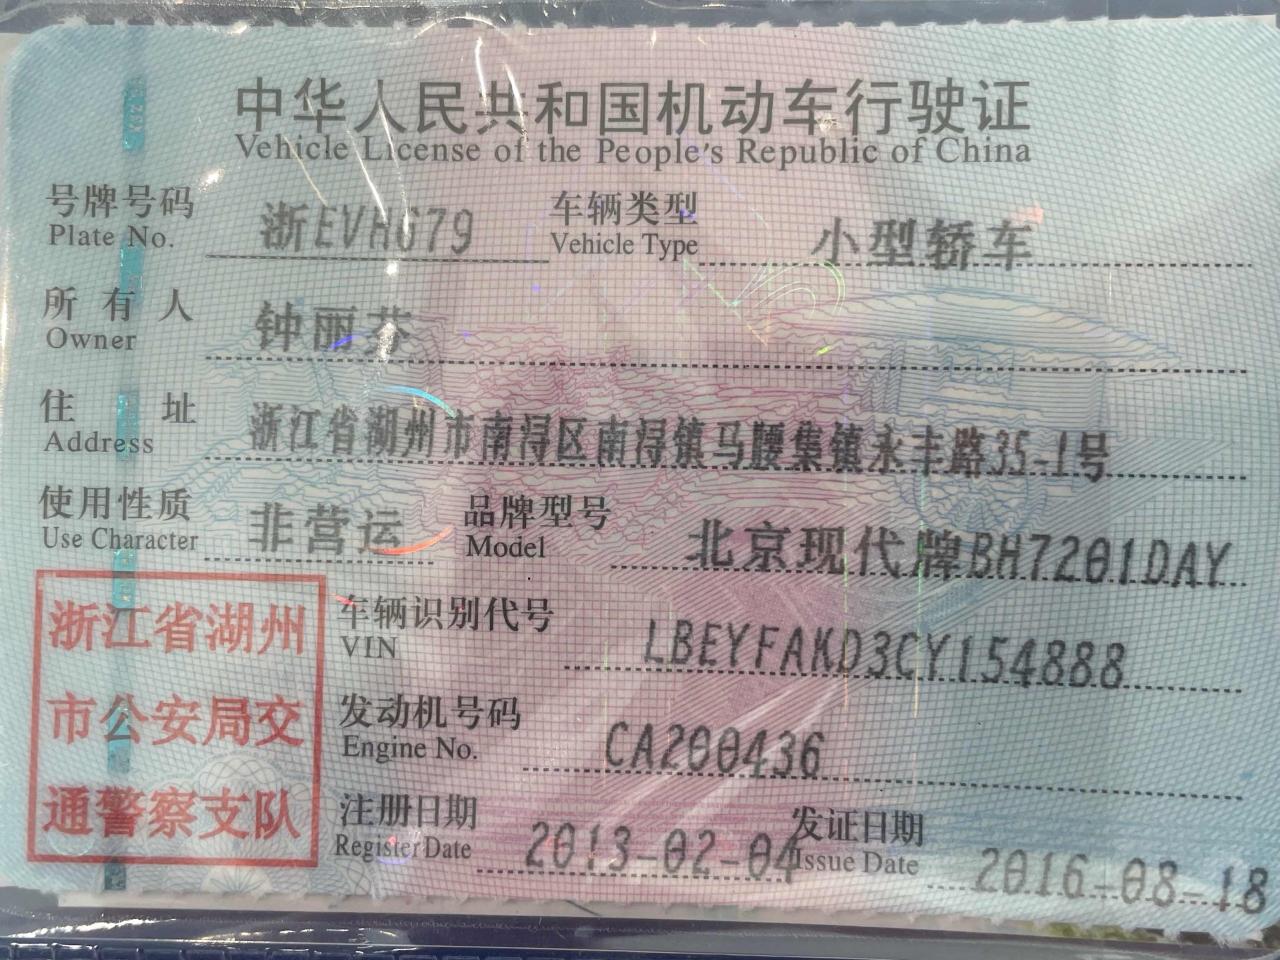 中华人民共和国机动车行驶证
Vehicle License of the People's Republic of China
号牌号码 浙EVH679 车辆类型 小型轿车
Plate No. Vehicle Type
所有人 钟丽芬
Owner
住址 浙江省湖州市南浔区南浔镇马腰集镇永丰路35-1号
Address
使用性质 非营运 品牌型号 北京现代牌BH7201DAY
Use Character Model
浙江省湖州
市公安局交
通警察支队
车辆识别代号 LBEYFAKD3CY154888
VIN
发动机号码 CA200436
Engine No.
注册日期 2013-02-04 发证日期 2016-08-18
Register Date Issue Date